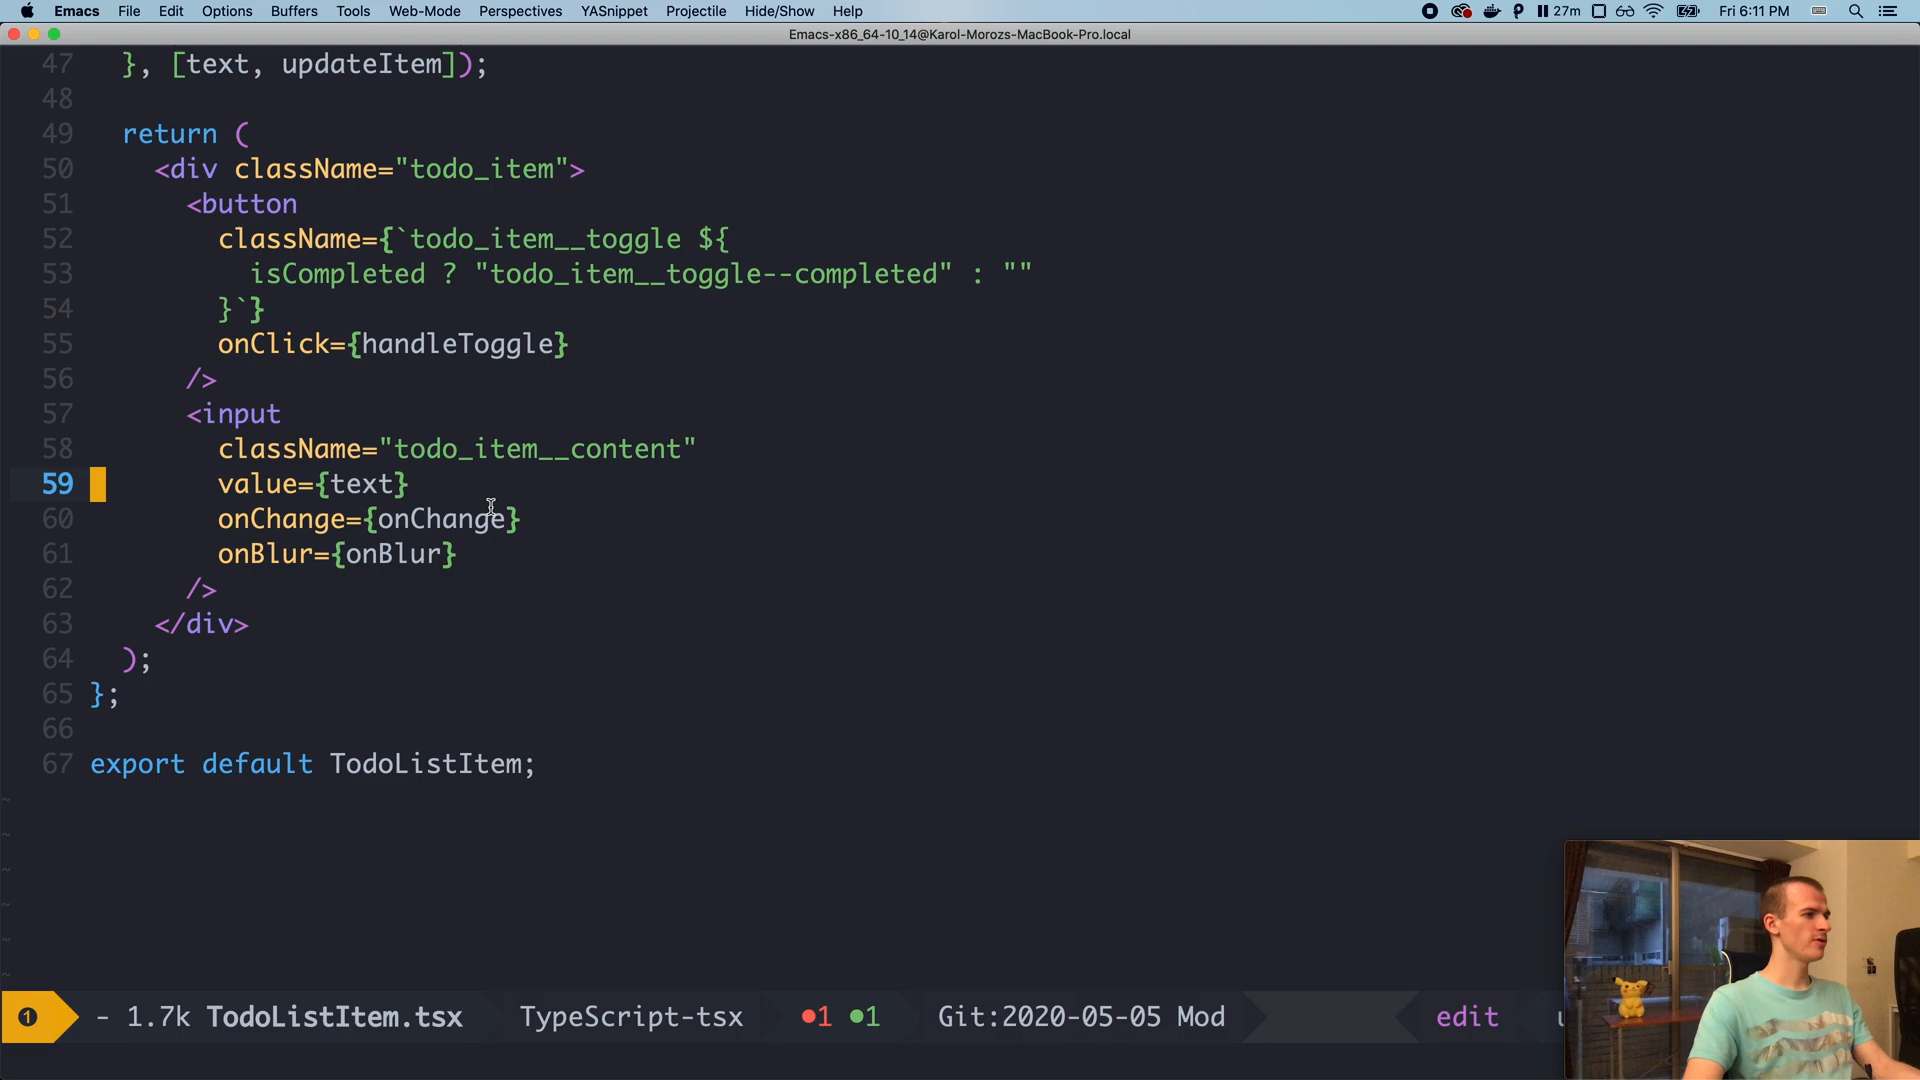 Emacs File Edit Options Buffers Tools Web-Mode Perspectives YASnippet Projectile Hide/Show Help 27m Fri 6:11 PM
Emacs-x86_64-10_14@Karol-Morozs-MacBook-Pro.local
47 }, [text, updateItem]);
48
49 return (
50 <div className="todo_item">
51 <button
52 className={`todo_item__toggle ${
53 isCompleted ? "todo_item__toggle--completed" : ""
54 }`}
55 onClick={handleToggle}
56 />
57 <input
58 className="todo_item__content"
59 value={text}
60 onChange={onChange}
61 onBlur={onBlur}
62 />
63 </div>
64 );
65 };
66
67 export default TodoListItem;
~
~
~
~
~
~
1 - 1.7k TodoListItem.tsx TypeScript-tsx 1 1 Git:2020-05-05 Mod edit